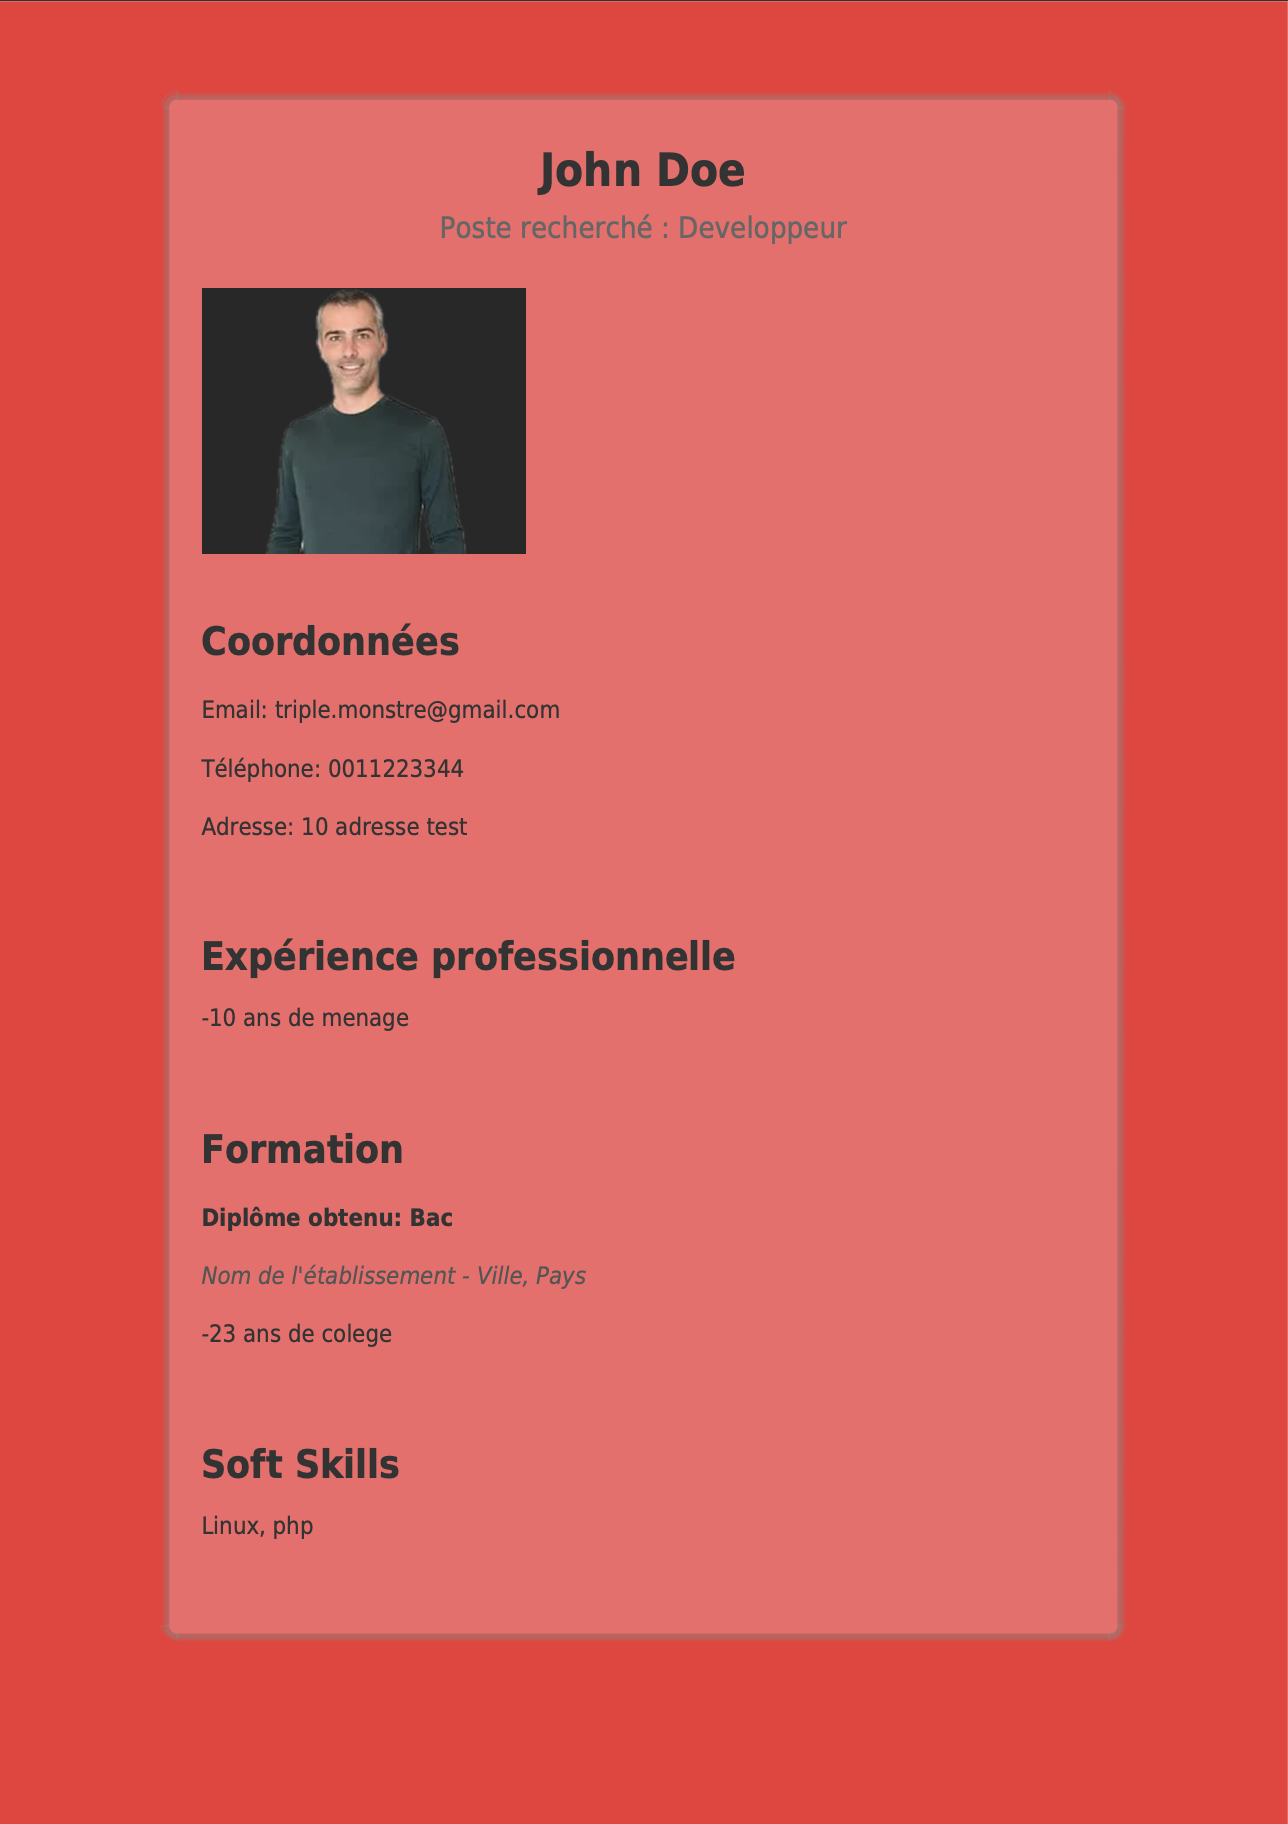 John Doe
Poste recherché : Developpeur
Coordonnées
Email: triple.monstre@gmail.com
Téléphone: 0011223344
Adresse: 10 adresse test
Expérience professionnelle
-10 ans de menage
Formation
Diplôme obtenu: Bac
Nom de l'établissement - Ville, Pays
-23 ans de colege
Soft Skills
Linux, php